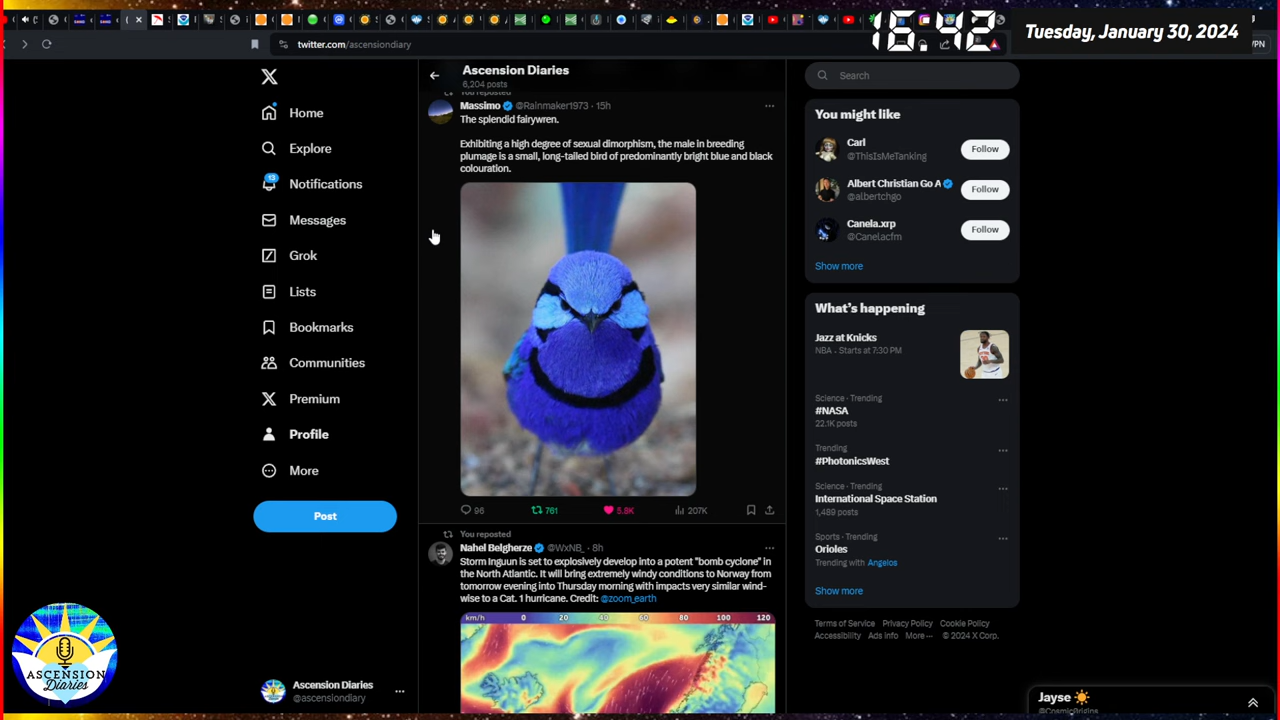 16:42
Tuesday, January 30, 2024
twitter.com/ascensiondiary
VPN
Home
Explore
13
Notifications
Messages
Grok
Lists
Bookmarks
Communities
Premium
Profile
More
Post
Ascension Diaries
@ascensiondiary
ASCENSION
Diaries
Ascension Diaries
6,204 posts
You reposted
Massimo @Rainmaker1973 · 15h
The splendid fairywren.
Exhibiting a high degree of sexual dimorphism, the male in breeding
plumage is a small, long-tailed bird of predominantly bright blue and black
colouration.
96 761 5.8K 207K
You reposted
Nahel Belgherze @WxNB_ · 8h
Storm Ingunn is set to explosively develop into a potent "bomb cyclone" in
the North Atlantic. It will bring extremely windy conditions to Norway from
tomorrow evening into Thursday morning with impacts very similar wind-
wise to a Cat. 1 hurricane. Credit: @zoom_earth
km/h 0 20 40 60 80 100 120
Search
You might like
Carl
@ThisIsMeTanking
Follow
Albert Christian Go A
@albertchgo
Follow
Canela.xrp
@Canelacfm
Follow
Show more
What's happening
Jazz at Knicks
NBA · Starts at 7:30 PM
Science · Trending
#NASA
22.1K posts
Trending
#PhotonicsWest
Science · Trending
International Space Station
1,489 posts
Sports · Trending
Orioles
Trending with Angelos
Show more
Terms of Service Privacy Policy Cookie Policy
Accessibility Ads info More ··· © 2024 X Corp.
Jayse